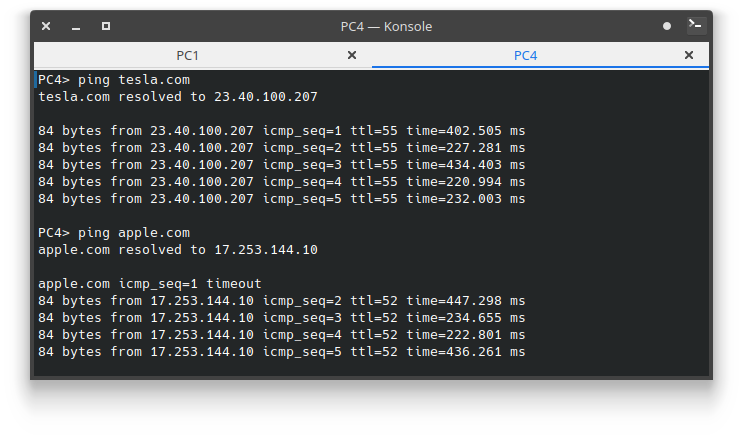 PC4 — Konsole
PC1
PC4
PC4> ping tesla.com
tesla.com resolved to 23.40.100.207
84 bytes from 23.40.100.207 icmp_seq=1 ttl=55 time=402.505 ms
84 bytes from 23.40.100.207 icmp_seq=2 ttl=55 time=227.281 ms
84 bytes from 23.40.100.207 icmp_seq=3 ttl=55 time=434.403 ms
84 bytes from 23.40.100.207 icmp_seq=4 ttl=55 time=220.994 ms
84 bytes from 23.40.100.207 icmp_seq=5 ttl=55 time=232.003 ms
PC4> ping apple.com
apple.com resolved to 17.253.144.10
apple.com icmp_seq=1 timeout
84 bytes from 17.253.144.10 icmp_seq=2 ttl=52 time=447.298 ms
84 bytes from 17.253.144.10 icmp_seq=3 ttl=52 time=234.655 ms
84 bytes from 17.253.144.10 icmp_seq=4 ttl=52 time=222.801 ms
84 bytes from 17.253.144.10 icmp_seq=5 ttl=52 time=436.261 ms